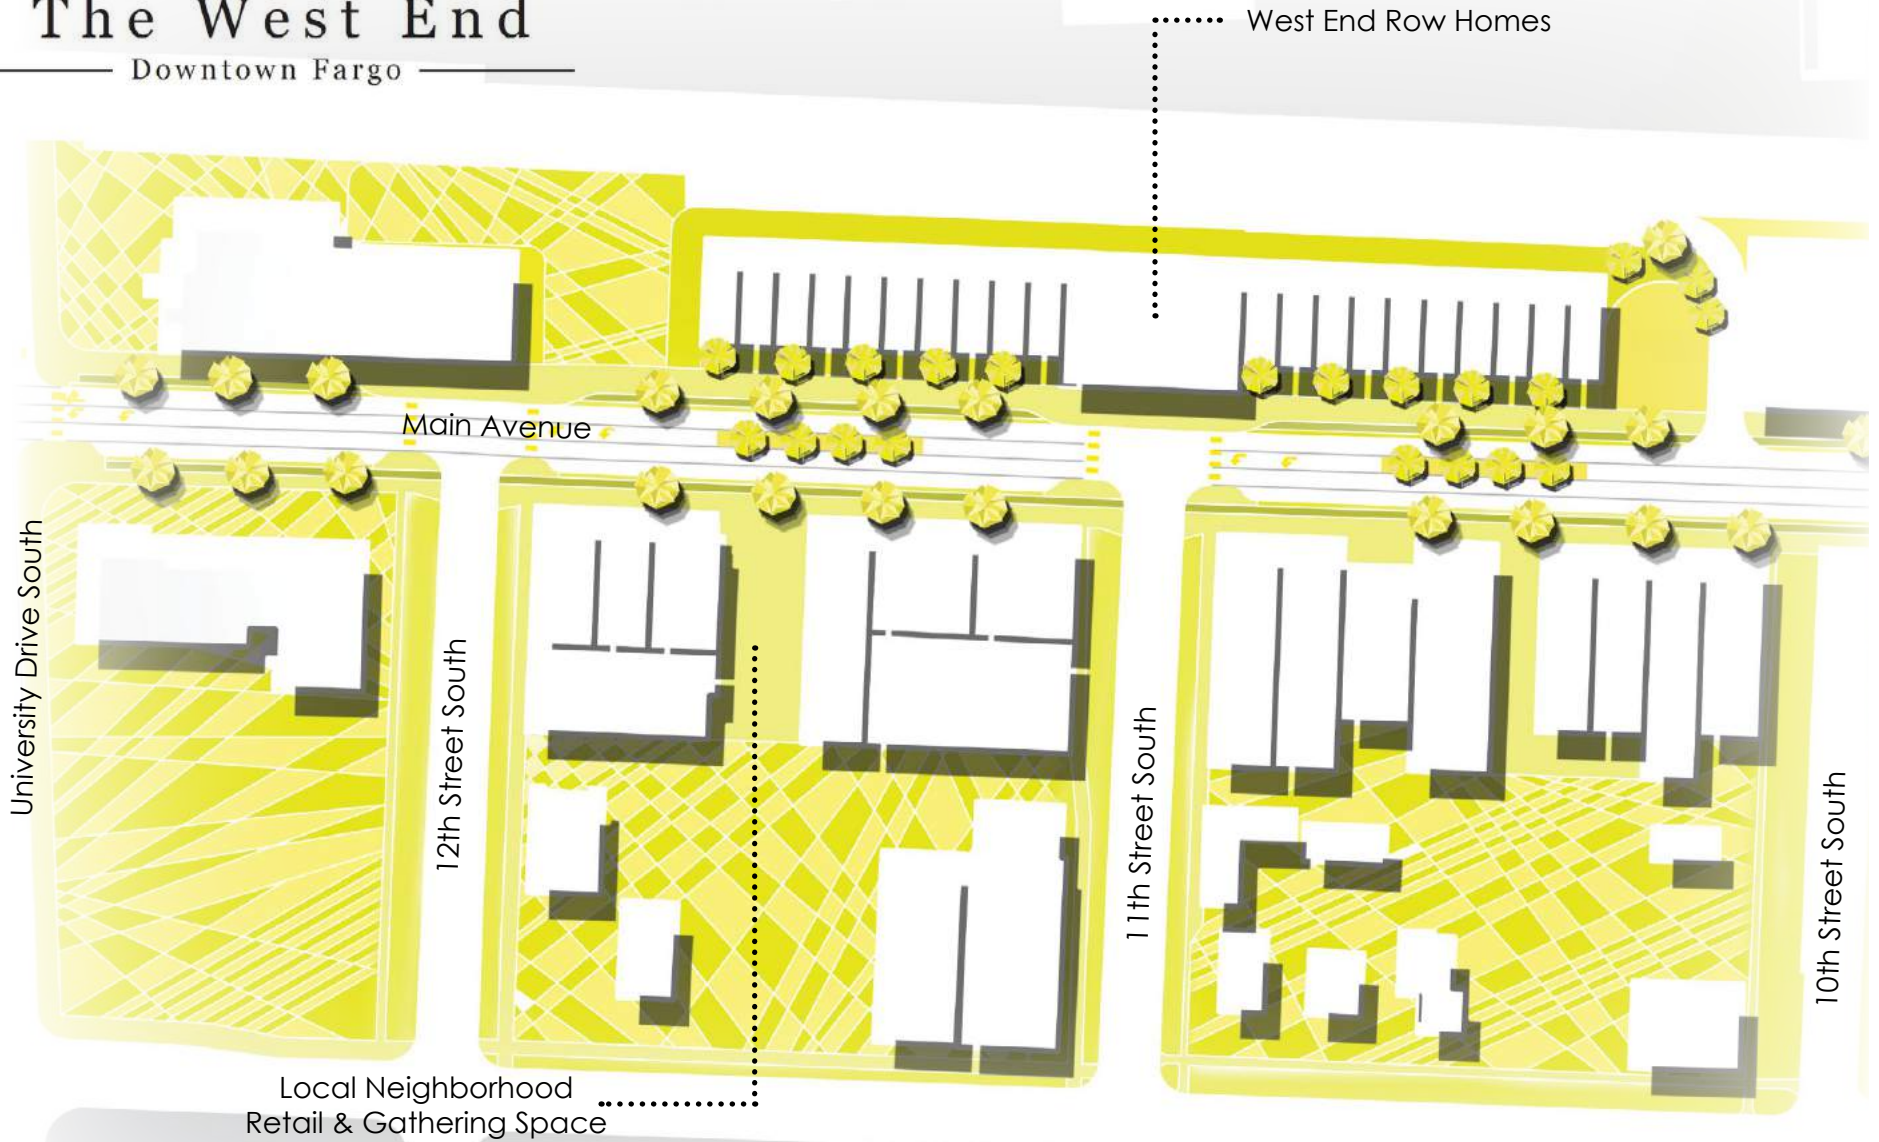 The West End
Downtown Fargo
West End Row Homes
Main Avenue
University Drive South
12th Street South
11th Street South
10th Street South
Local Neighborhood
Retail & Gathering Space